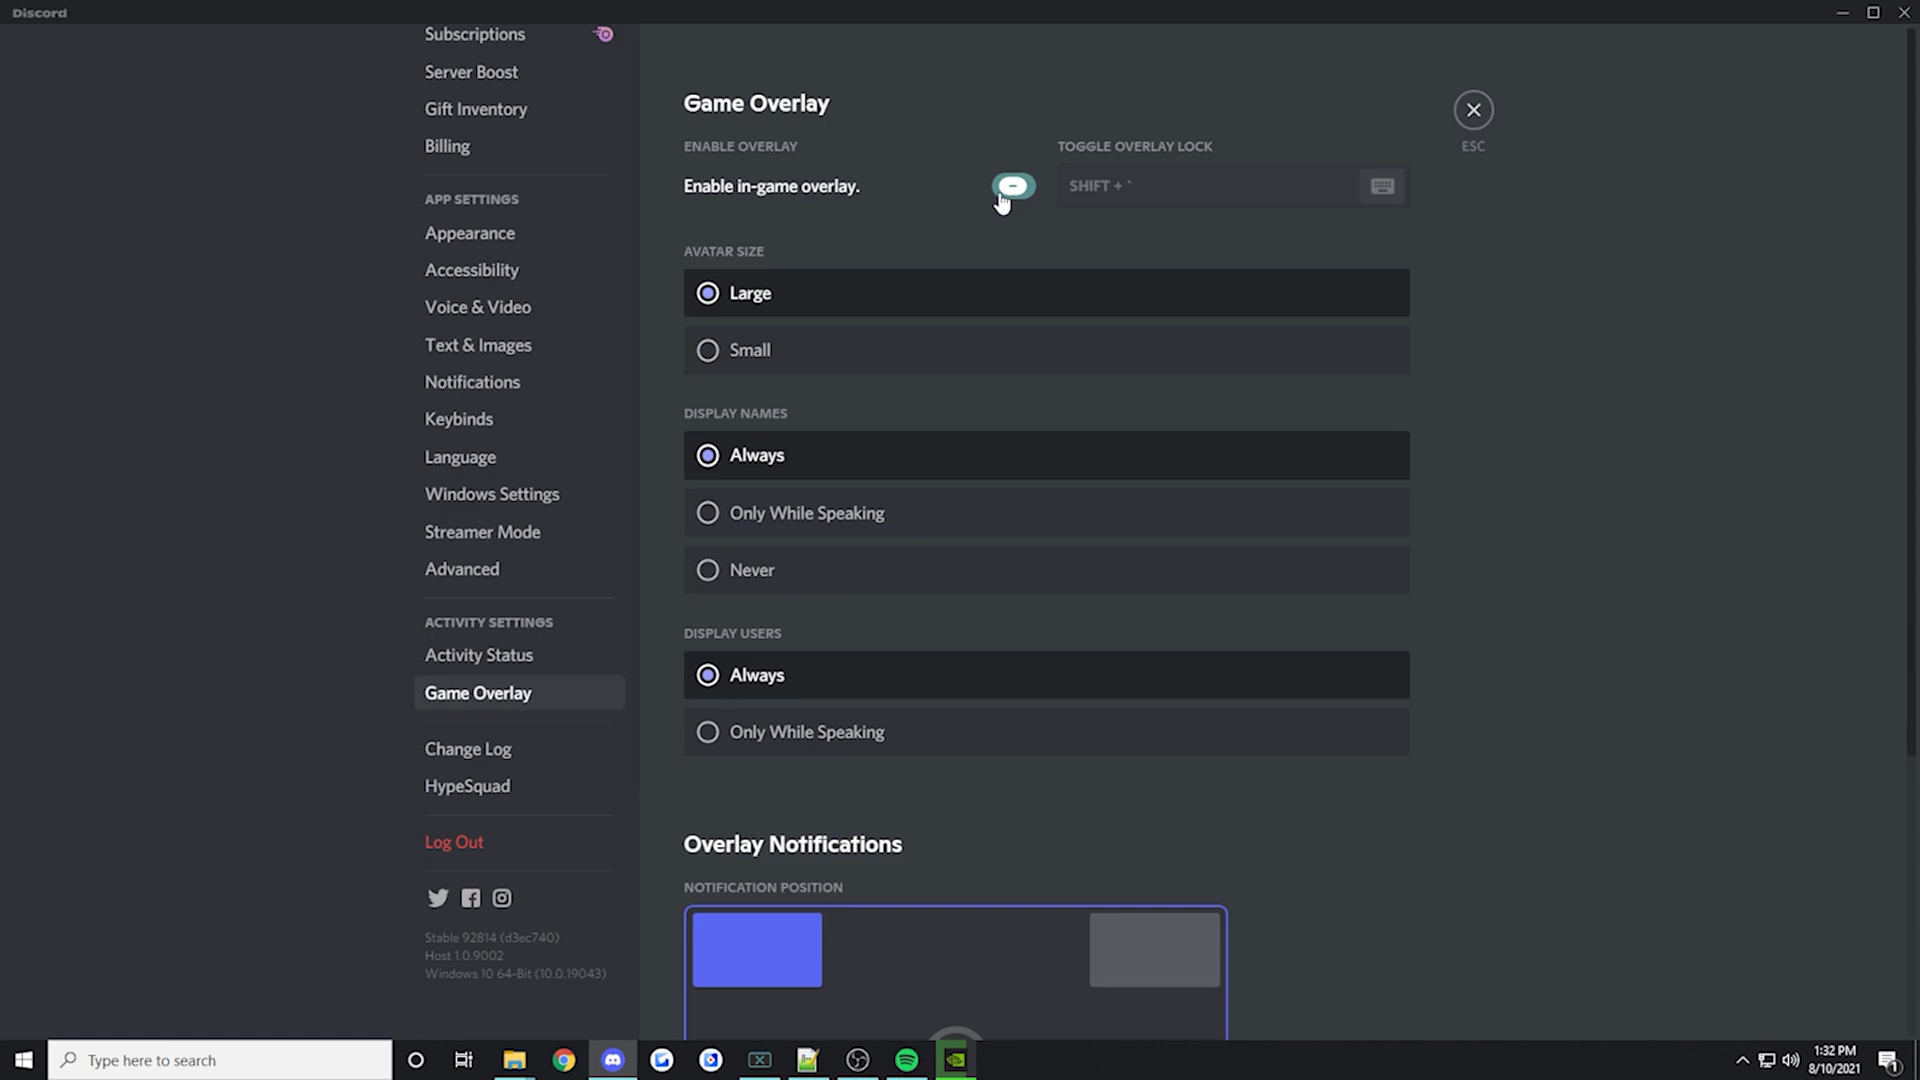 Discord
Subscriptions
Server Boost
Gift Inventory
Billing
APP SETTINGS
Appearance
Accessibility
Voice & Video
Text & Images
Notifications
Keybinds
Language
Windows Settings
Streamer Mode
Advanced
ACTIVITY SETTINGS
Activity Status
Game Overlay
Change Log
HypeSquad
Log Out
Stable 92814 (d3ec740)
Host 1.0.9002
Windows 10 64-Bit (10.0.19043)
Game Overlay
ENABLE OVERLAY
Enable in-game overlay.
TOGGLE OVERLAY LOCK
SHIFT + `
ESC
AVATAR SIZE
Large
Small
DISPLAY NAMES
Always
Only While Speaking
Never
DISPLAY USERS
Always
Only While Speaking
Overlay Notifications
NOTIFICATION POSITION
Type here to search
1:32 PM
8/10/2021
1